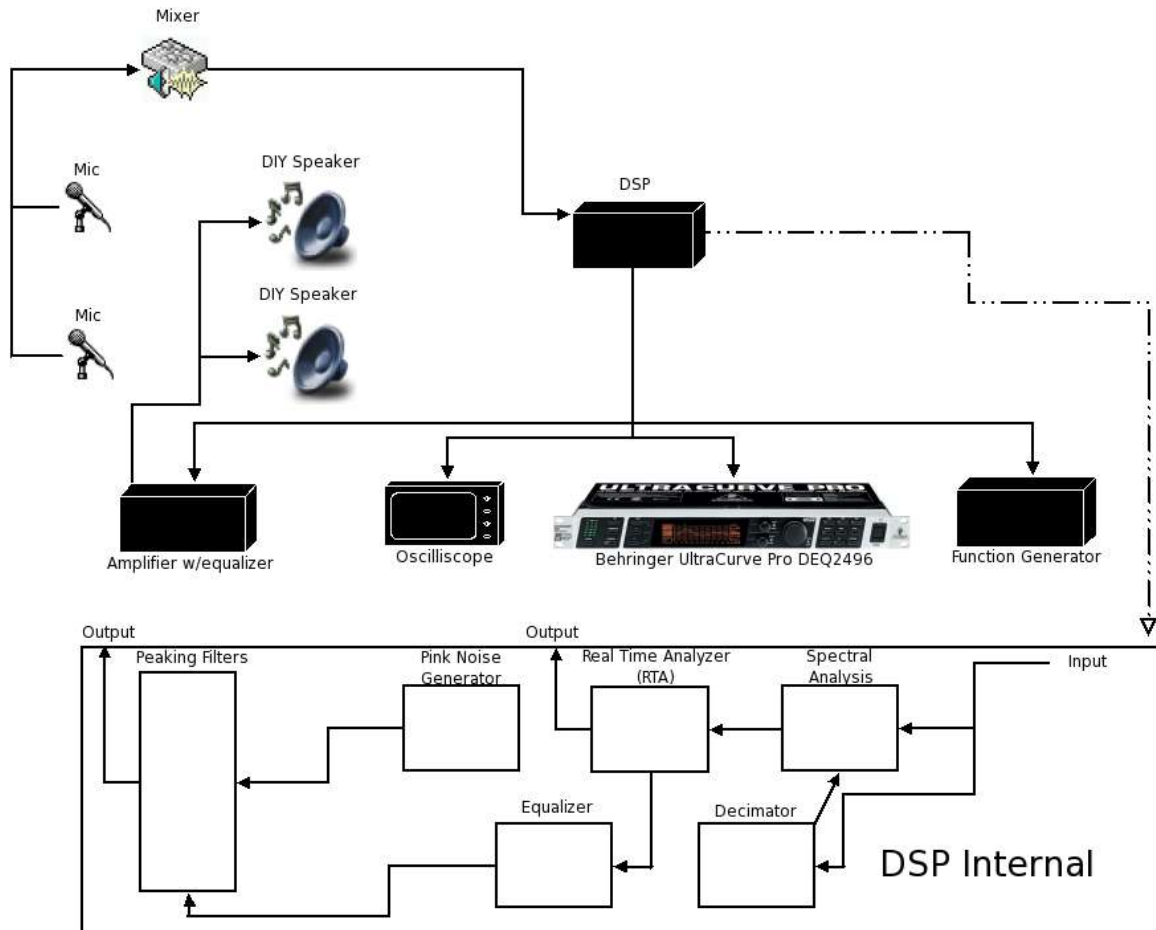 Mixer
Mic
DIY Speaker
DSP
Mic
DIY Speaker
ULTRACURVE PRO
Amplifier w/equalizer
Oscilliscope
Behringer UltraCurve Pro DEQ2496
Function Generator
Output
Output
Peaking Filters
Pink Noise
Generator
Real Time Analyzer
(RTA)
Spectral
Analysis
Input
Equalizer
Decimator
DSP Internal